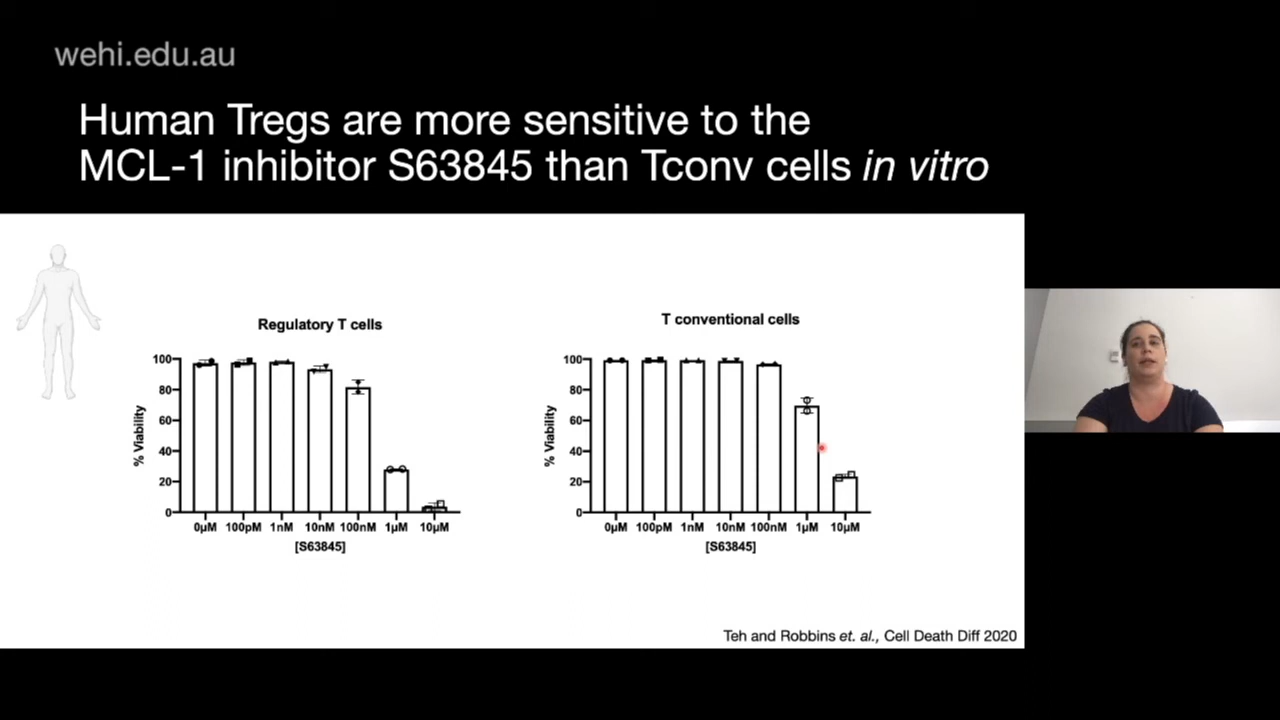 wehi.edu.au
Human Tregs are more sensitive to the
MCL-1 inhibitor S63845 than Tconv cells in vitro
Regulatory T cells
% Viability
100
80
60
40
20
0
0µM 100pM 1nM 10nM 100nM 1µM 10µM
[S63845]
T conventional cells
% Viability
100
80
60
40
20
0
0µM 100pM 1nM 10nM 100nM 1µM 10µM
[S63845]
Teh and Robbins et. al., Cell Death Diff 2020